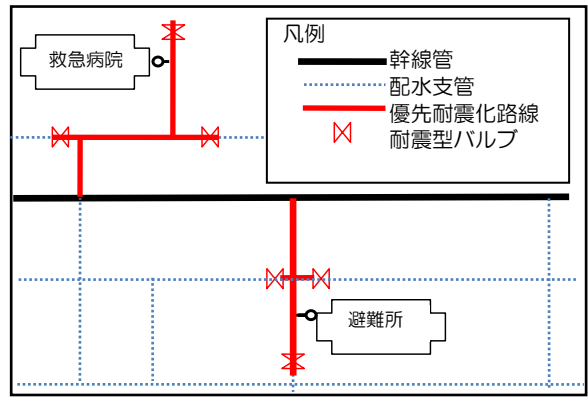 救急病院
凡例
幹線管
配水支管
優先耐震化路線
耐震型バルブ
避難所